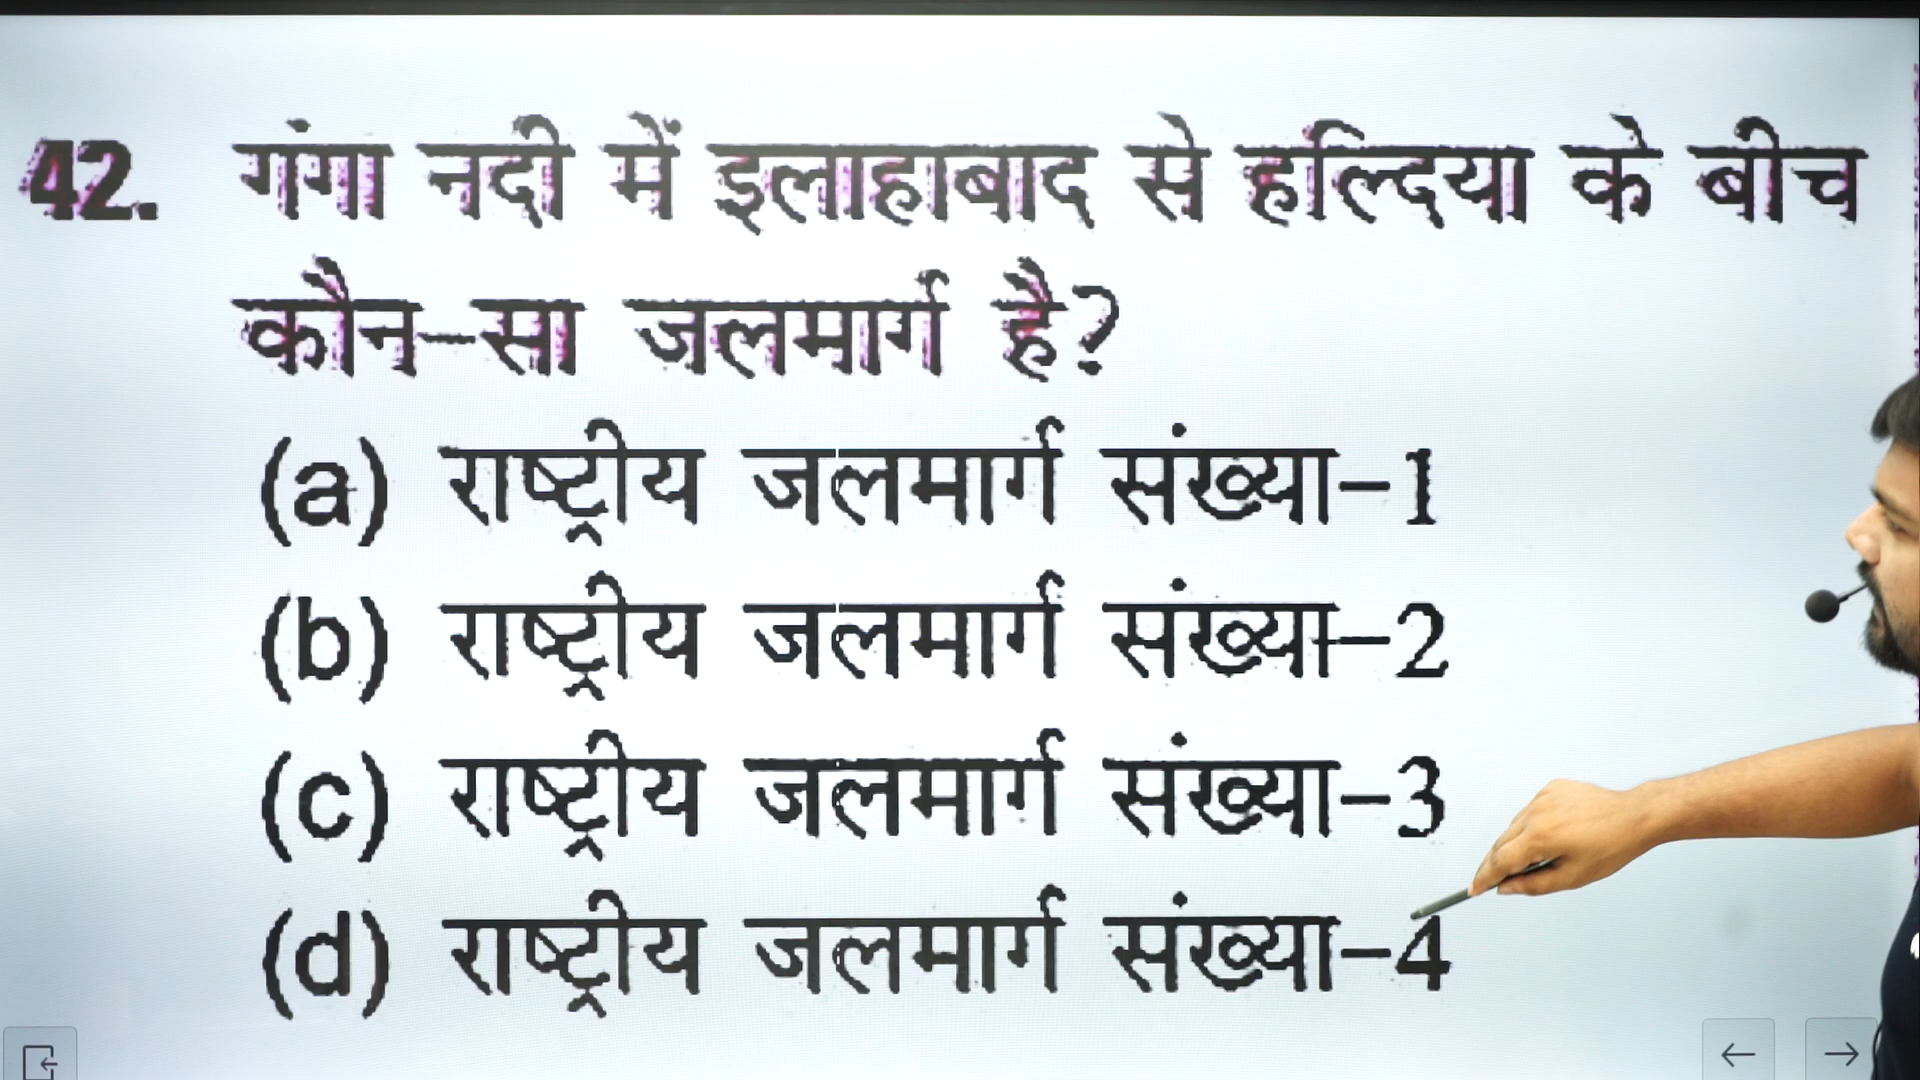 42. गंगा नदी में इलाहाबाद से हल्दिया के बीच
कौन–सा जलमार्ग है?
(a) राष्ट्रीय जलमार्ग संख्या–1
(b) राष्ट्रीय जलमार्ग संख्या–2
(c) राष्ट्रीय जलमार्ग संख्या–3
(d) राष्ट्रीय जलमार्ग संख्या–4